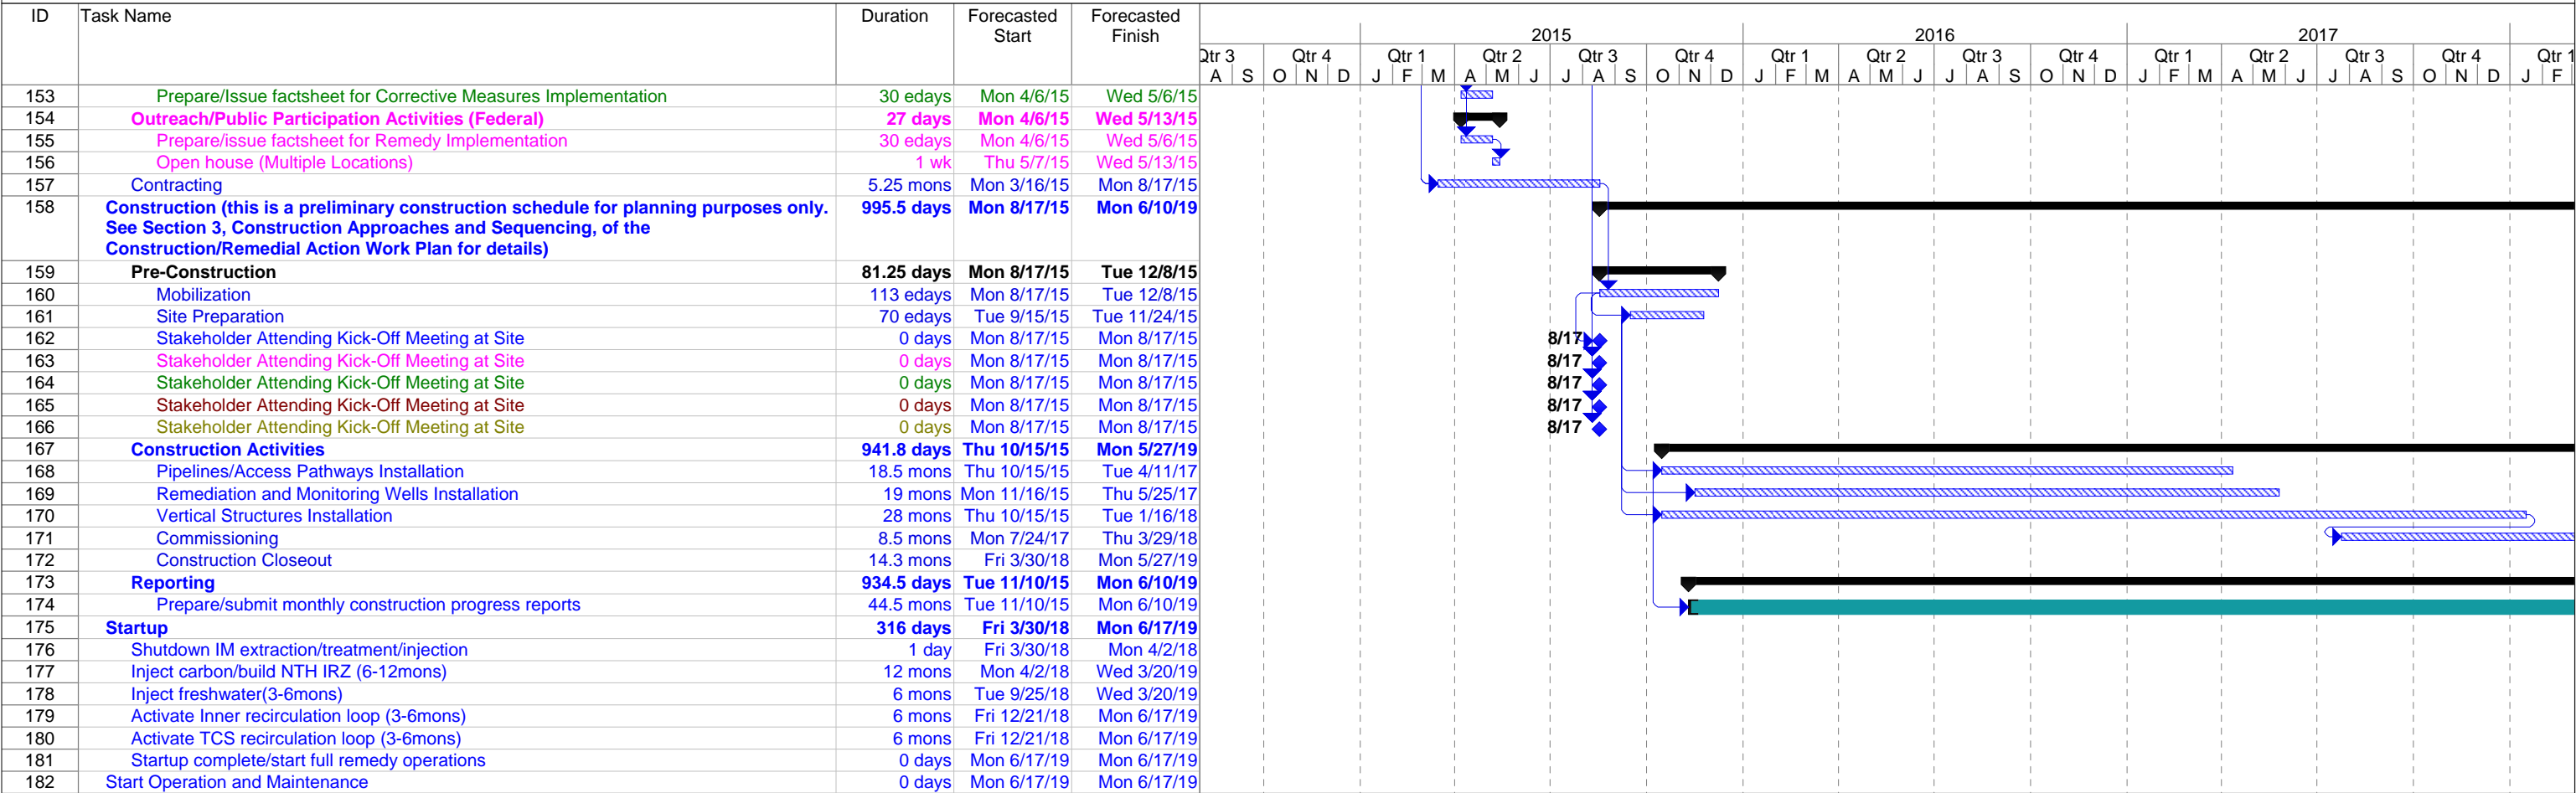 ID Task Name Duration Forecasted Start Forecasted Finish
2015 2016 2017
Qtr 3 Qtr 4 Qtr 1 Qtr 2 Qtr 3 Qtr 4 Qtr 1 Qtr 2 Qtr 3 Qtr 4 Qtr 1 Qtr 2 Qtr 3 Qtr 4 Qtr 1
A S O N D J F M A M J J A S O N D J F M A M J J A S O N D J F M A M J J A S O N D J F
153 Prepare/Issue factsheet for Corrective Measures Implementation 30 edays Mon 4/6/15 Wed 5/6/15
154 Outreach/Public Participation Activities (Federal) 27 days Mon 4/6/15 Wed 5/13/15
155 Prepare/issue factsheet for Remedy Implementation 30 edays Mon 4/6/15 Wed 5/6/15
156 Open house (Multiple Locations) 1 wk Thu 5/7/15 Wed 5/13/15
157 Contracting 5.25 mons Mon 3/16/15 Mon 8/17/15
158 Construction (this is a preliminary construction schedule for planning purposes only. 995.5 days Mon 8/17/15 Mon 6/10/19
See Section 3, Construction Approaches and Sequencing, of the
Construction/Remedial Action Work Plan for details)
159 Pre-Construction 81.25 days Mon 8/17/15 Tue 12/8/15
160 Mobilization 113 edays Mon 8/17/15 Tue 12/8/15
161 Site Preparation 70 edays Tue 9/15/15 Tue 11/24/15
162 Stakeholder Attending Kick-Off Meeting at Site 0 days Mon 8/17/15 Mon 8/17/15 8/17
163 Stakeholder Attending Kick-Off Meeting at Site 0 days Mon 8/17/15 Mon 8/17/15 8/17
164 Stakeholder Attending Kick-Off Meeting at Site 0 days Mon 8/17/15 Mon 8/17/15 8/17
165 Stakeholder Attending Kick-Off Meeting at Site 0 days Mon 8/17/15 Mon 8/17/15 8/17
166 Stakeholder Attending Kick-Off Meeting at Site 0 days Mon 8/17/15 Mon 8/17/15 8/17
167 Construction Activities 941.8 days Thu 10/15/15 Mon 5/27/19
168 Pipelines/Access Pathways Installation 18.5 mons Thu 10/15/15 Tue 4/11/17
169 Remediation and Monitoring Wells Installation 19 mons Mon 11/16/15 Thu 5/25/17
170 Vertical Structures Installation 28 mons Thu 10/15/15 Tue 1/16/18
171 Commissioning 8.5 mons Mon 7/24/17 Thu 3/29/18
172 Construction Closeout 14.3 mons Fri 3/30/18 Mon 5/27/19
173 Reporting 934.5 days Tue 11/10/15 Mon 6/10/19
174 Prepare/submit monthly construction progress reports 44.5 mons Tue 11/10/15 Mon 6/10/19
175 Startup 316 days Fri 3/30/18 Mon 6/17/19
176 Shutdown IM extraction/treatment/injection 1 day Fri 3/30/18 Mon 4/2/18
177 Inject carbon/build NTH IRZ (6-12mons) 12 mons Mon 4/2/18 Wed 3/20/19
178 Inject freshwater(3-6mons) 6 mons Tue 9/25/18 Wed 3/20/19
179 Activate Inner recirculation loop (3-6mons) 6 mons Fri 12/21/18 Mon 6/17/19
180 Activate TCS recirculation loop (3-6mons) 6 mons Fri 12/21/18 Mon 6/17/19
181 Startup complete/start full remedy operations 0 days Mon 6/17/19 Mon 6/17/19
182 Start Operation and Maintenance 0 days Mon 6/17/19 Mon 6/17/19